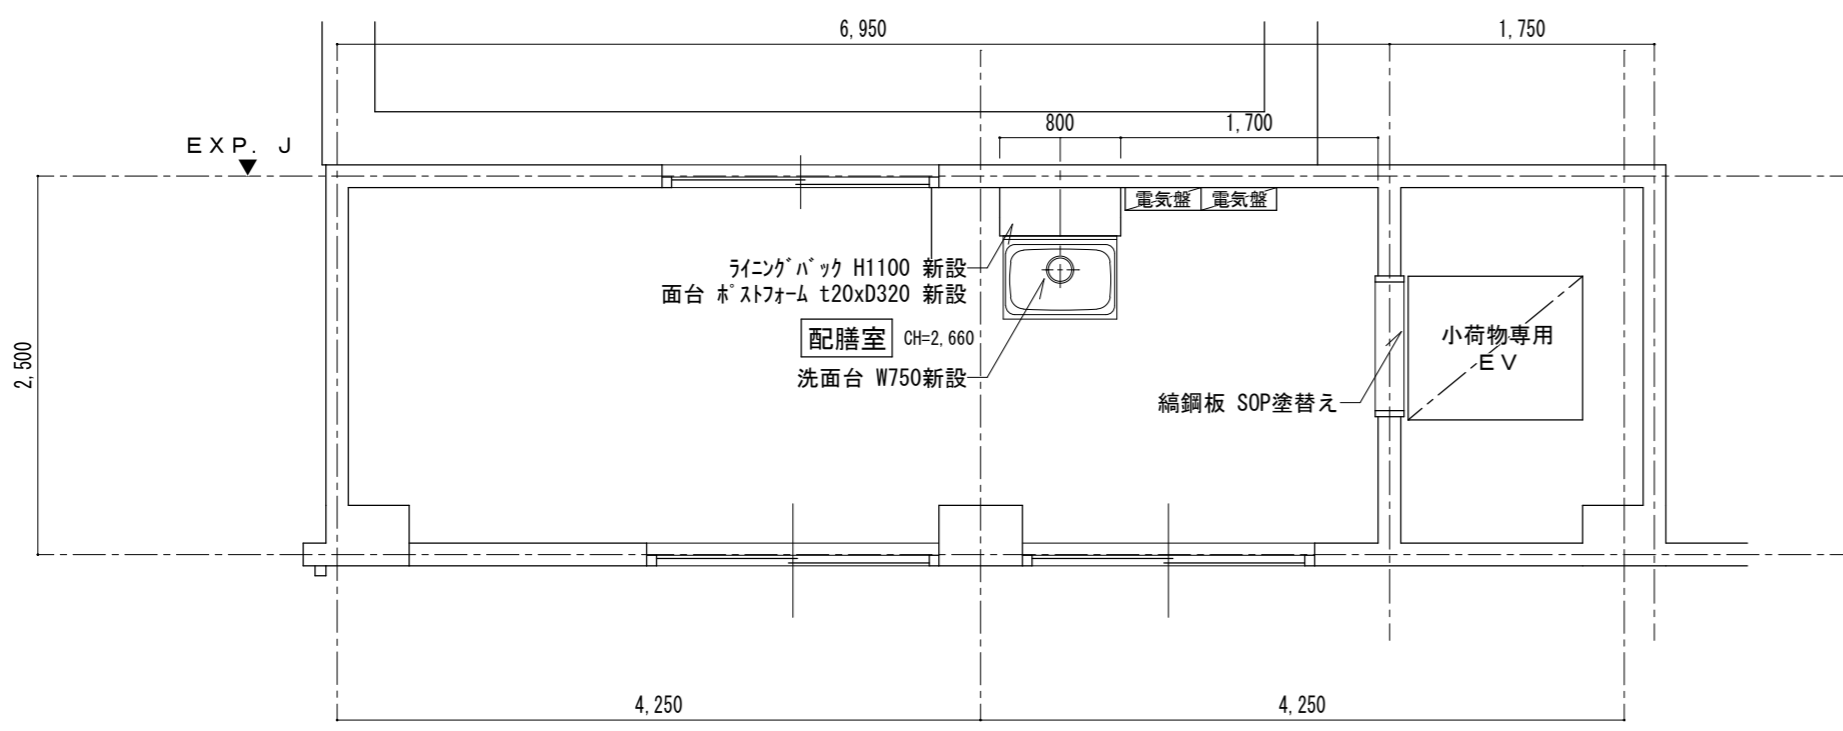 6,950
1,750
800
1,700
EXP. J
電気盤 電気盤
ﾗｲﾆﾝｸﾞﾊﾞｯｸ H1100 新設
面台 ﾎﾟｽﾄﾌｫｰﾑ t20xD320 新設
配膳室 CH=2,660
洗面台 W750新設
小荷物専用
EV
縞鋼板 SOP塗替え
2,500
4,250
4,250